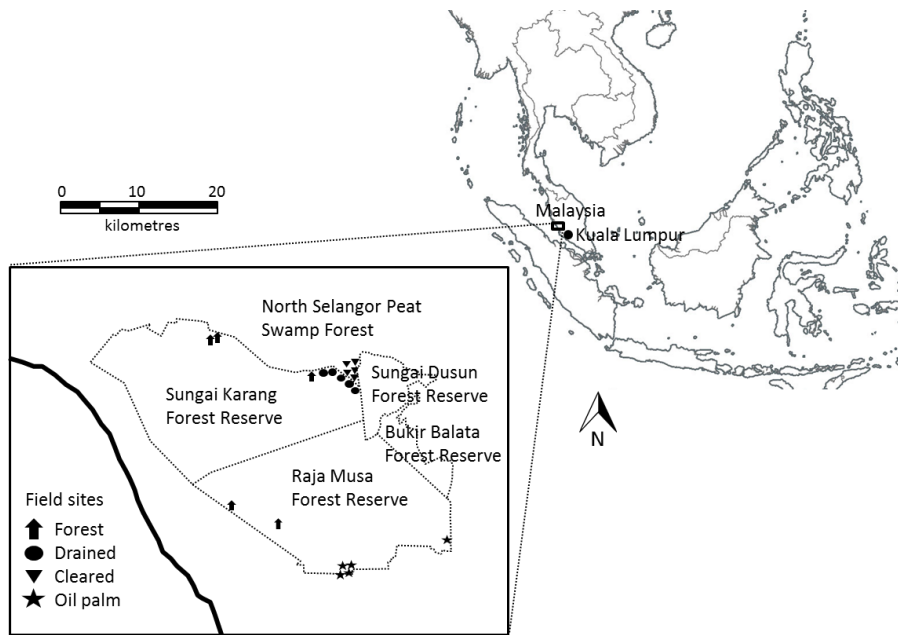 0 10 20
kilometres
Malaysia
Kuala Lumpur
North Selangor Peat
Swamp Forest
Sungai Karang
Forest Reserve
Sungai Dusun
Forest Reserve
Bukir Balata
Forest Reserve
Raja Musa
Forest Reserve
N
Field sites
Forest
Drained
Cleared
Oil palm